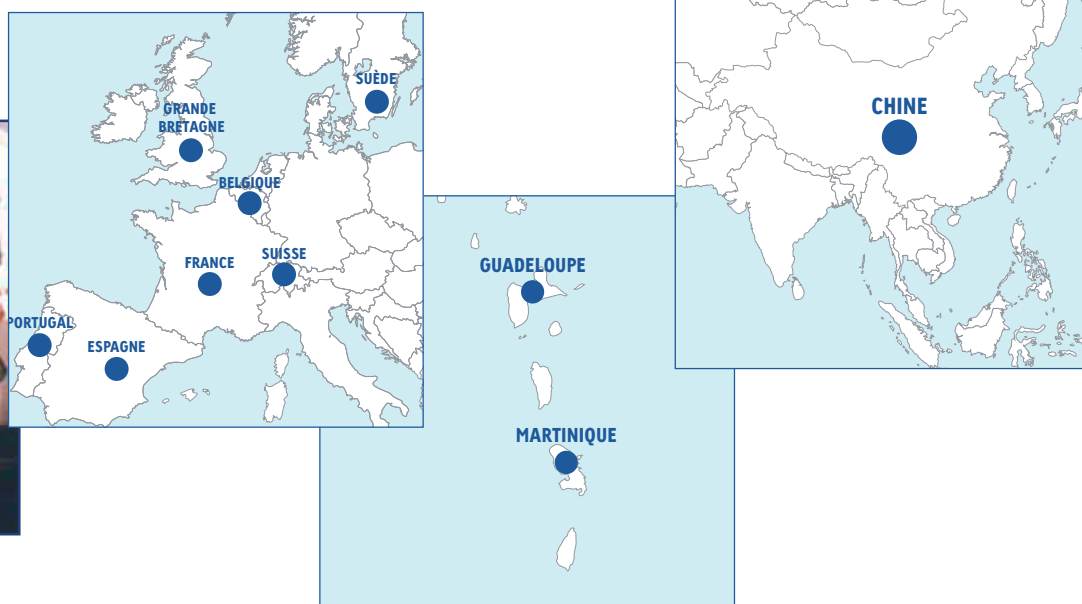 SUÈDE
GRANDE
BRETAGNE
BELGIQUE
SUISSE
FRANCE
PORTUGAL
ESPAGNE
GUADELOUPE
MARTINIQUE
CHINE